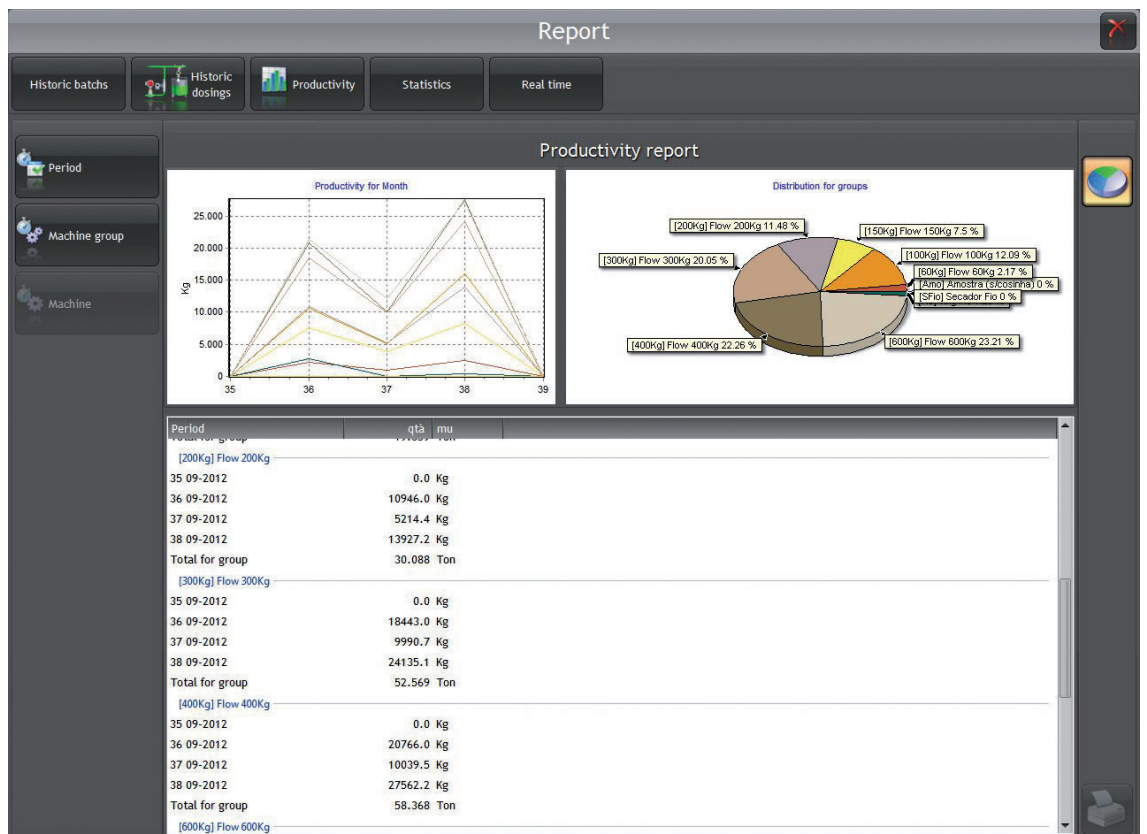 Report
Historic batchs
Historic
dosings
Productivity
Statistics
Real time
Period
Machine group
Machine
Productivity report
Productivity for Month
Kg
25.000
20.000
15.000
10.000
5.000
0
35 36 37 38 39
Distribution for groups
[200Kg] Flow 200Kg 11.48 %
[150Kg] Flow 150Kg 7.5 %
[300Kg] Flow 300Kg 20.05 %
[100Kg] Flow 100Kg 12.09 %
[60Kg] Flow 60Kg 2.17 %
[Amo] Amostra (s/cosinha) 0 %
[SFio] Secador Fio 0 %
[400Kg] Flow 400Kg 22.26 %
[600Kg] Flow 600Kg 23.21 %
Period qtà mu
Total for group Ton
[200Kg] Flow 200Kg
35 09-2012 0.0 Kg
36 09-2012 10946.0 Kg
37 09-2012 5214.4 Kg
38 09-2012 13927.2 Kg
Total for group 30.088 Ton
[300Kg] Flow 300Kg
35 09-2012 0.0 Kg
36 09-2012 18443.0 Kg
37 09-2012 9990.7 Kg
38 09-2012 24135.1 Kg
Total for group 52.569 Ton
[400Kg] Flow 400Kg
35 09-2012 0.0 Kg
36 09-2012 20766.0 Kg
37 09-2012 10039.5 Kg
38 09-2012 27562.2 Kg
Total for group 58.368 Ton
[600Kg] Flow 600Kg